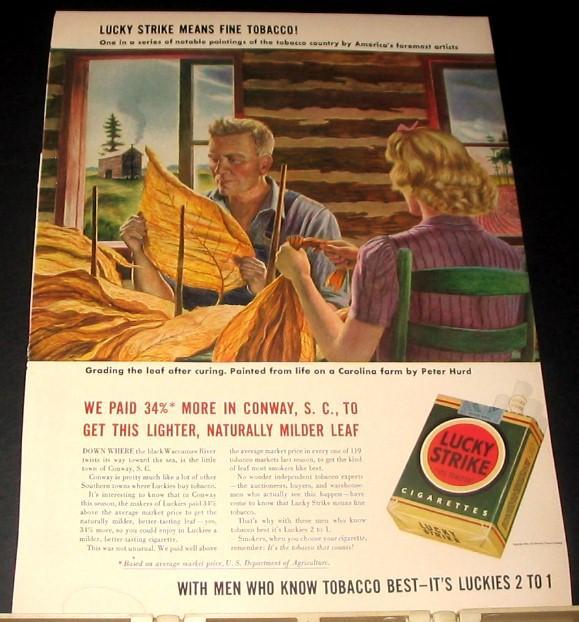 LUCKY STRIKE MEANS FINE TOBACCO!
One in a series of notable paintings of the tobacco country by America's foremost artists
Grading the leaf after curing. Painted from life on a Carolina farm by Peter Hurd
WE PAID 34%* MORE IN CONWAY, S. C., TO
GET THIS LIGHTER, NATURALLY MILDER LEAF
DOWN WHERE the black Waccamaw River
twists its way toward the sea, is the little
town of Conway, S. C.
Conway is pretty much like a lot of other
Southern towns where Luckies buy tobacco.
It's interesting to know that in Conway
this season, the makers of Luckies paid 34%
above the average market price to get the
naturally milder, better-tasting leaf—yes,
34% more, so you could enjoy in Luckies a
milder, better-tasting cigarette.
This was not unusual. We paid well above
the average market price in every one of 119
tobacco markets last season, to get the kind
of leaf most smokers like best.
No wonder independent tobacco experts
—the auctioneers, buyers, and warehouse-
men who actually see this happen—have
come to know that Lucky Strike means fine
tobacco.
That's why with these men who know
tobacco best it's Luckies 2 to 1.
Smokers, when you choose your cigarette,
remember: It's the tobacco that counts!
*Based on average market price, U. S. Department of Agriculture.
LUCKY
STRIKE
"IT'S TOASTED"
CIGARETTES
LUCKY
STRIKE
WITH MEN WHO KNOW TOBACCO BEST—IT'S LUCKIES 2 TO 1